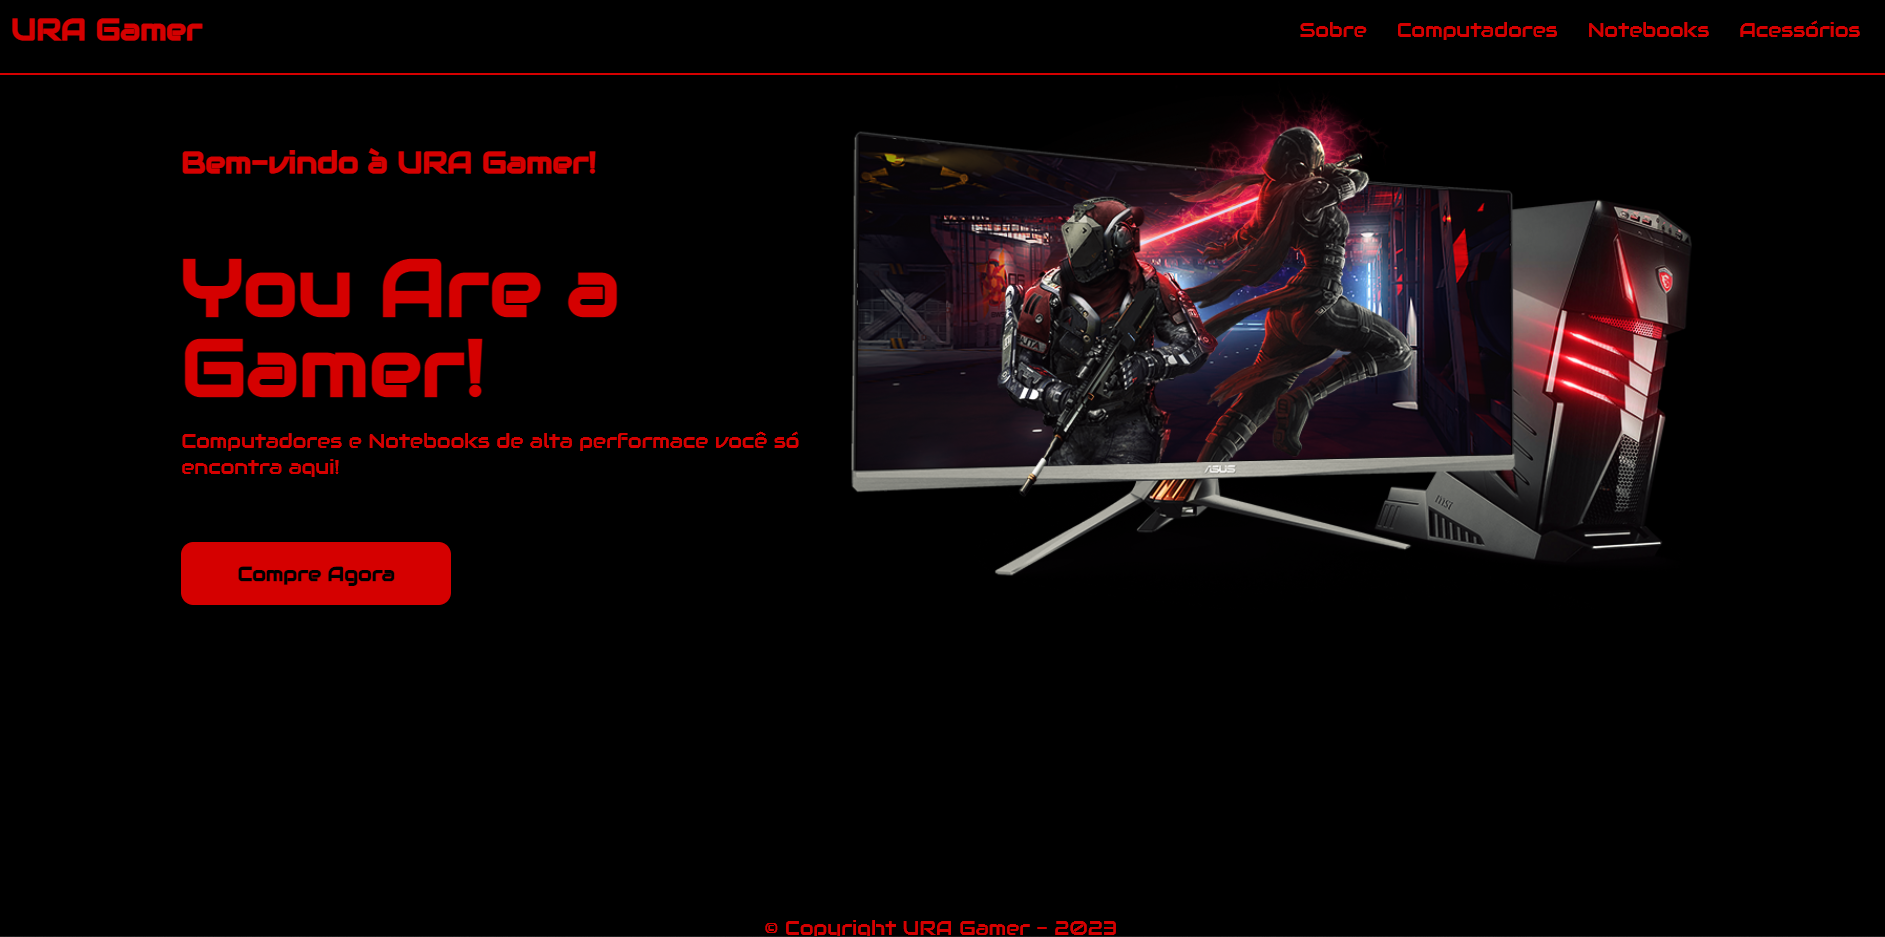 URA Gamer
Sobre Computadores Notebooks Acessórios
Bem-vindo à URA Gamer!
You Are a
Gamer!
Computadores e Notebooks de alta performace você só
encontra aqui!
Compre Agora
ASUS
© Copyright URA Gamer - 2023